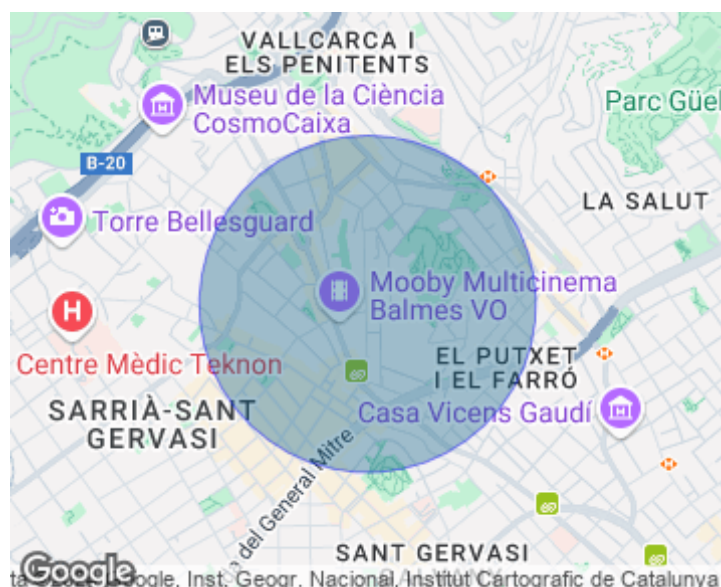 VALLCARCA I
ELS PENITENTS
Museu de la Ciència
CosmoCaixa
Parc Güel
B-20
LA SALUT
Torre Bellesguard
Mooby Multicinema
Balmes VO
H
Centre Mèdic Teknon
EL PUTXET
I EL FARRÓ
SARRIÀ-SANT
GERVASI
Casa Vicens Gaudí
del General Mitre
SANT GERVASI
Google
Google, Inst. Geogr. Nacional, Institut Cartogràfic de Catalunya